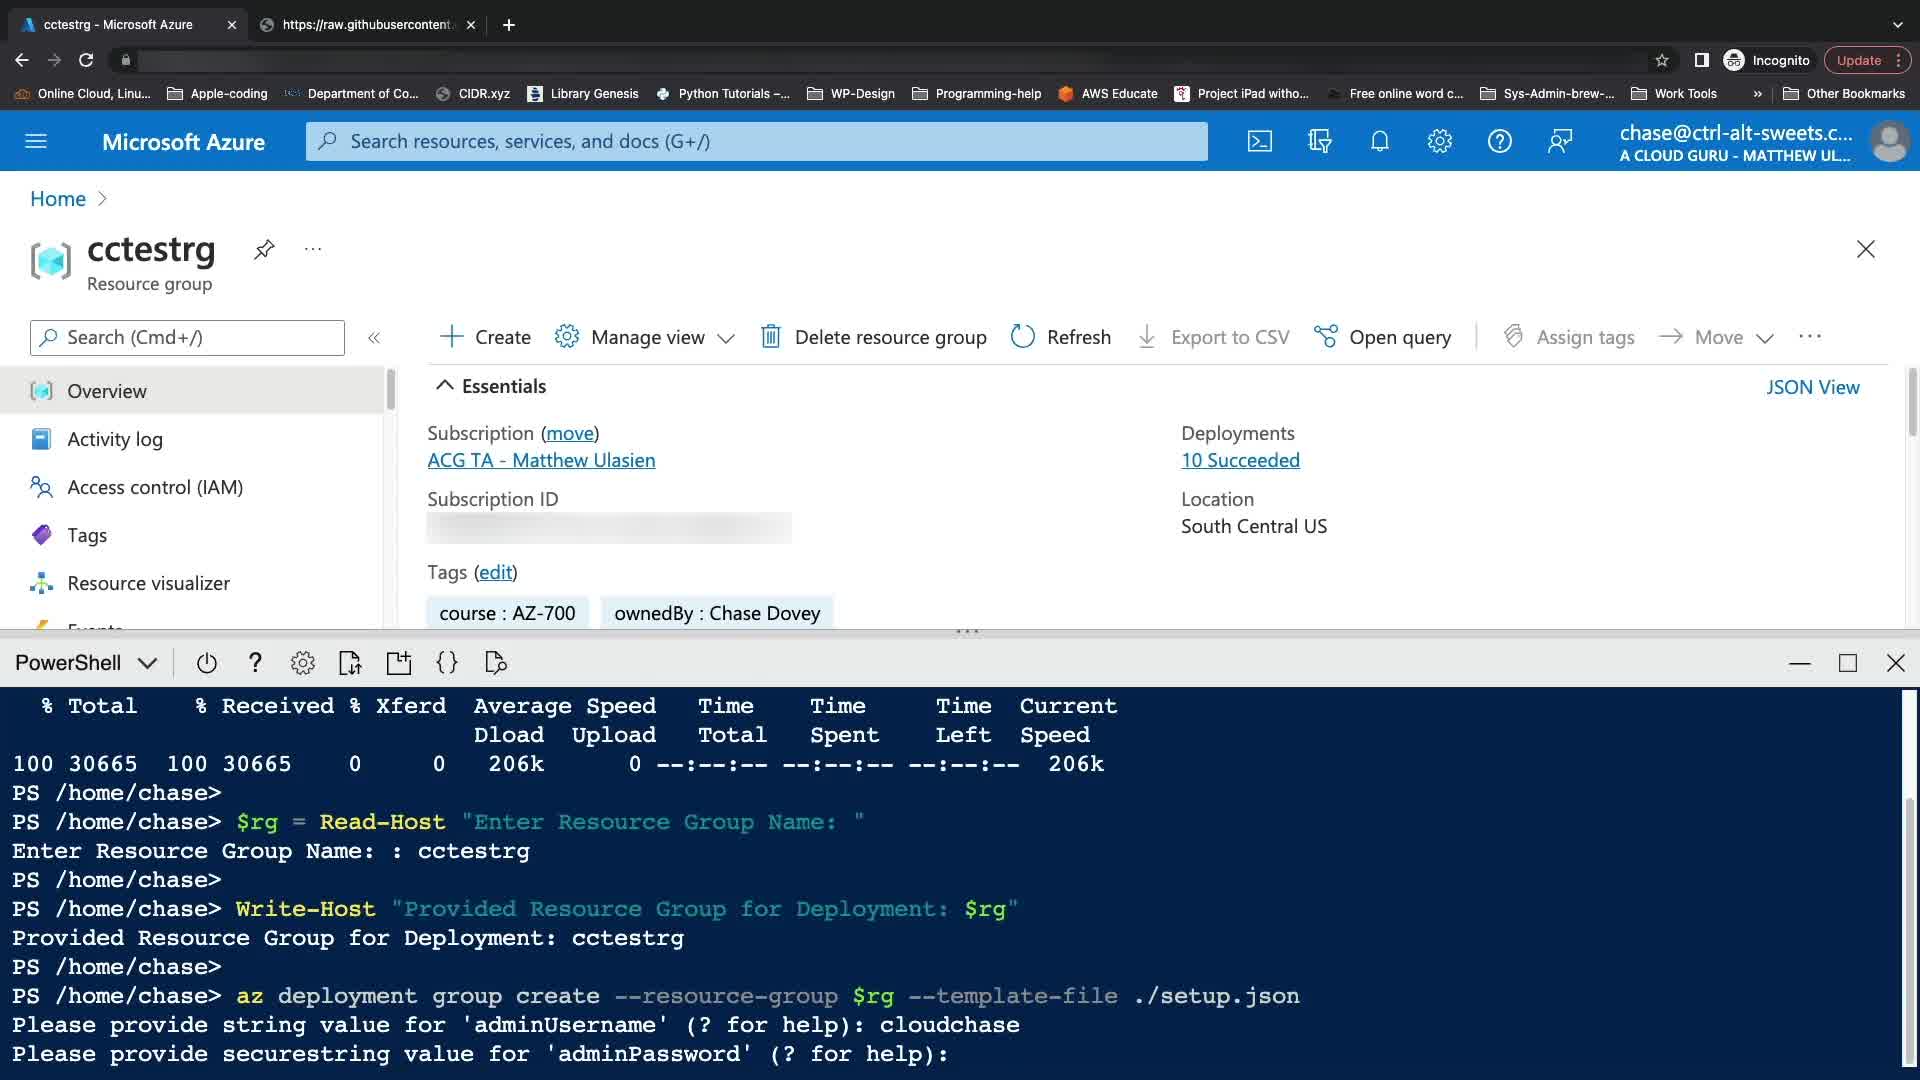 cctestrg - Microsoft Azure
https://raw.githubusercontent.
Incognito
Update
Online Cloud, Linu...
Apple-coding
Department of Co...
CIDR.xyz
Library Genesis
Python Tutorials –...
WP-Design
Programming-help
AWS Educate
Project iPad witho...
Free online word c...
Sys-Admin-brew-...
Work Tools
»
Other Bookmarks
Microsoft Azure
Search resources, services, and docs (G+/)
chase@ctrl-alt-sweets.c...
A CLOUD GURU - MATTHEW UL...
Home >
cctestrg
...
Resource group
Search (Cmd+/)
«
Create
Manage view
Delete resource group
Refresh
Export to CSV
Open query
Assign tags
Move
...
Overview
Activity log
Access control (IAM)
Tags
Resource visualizer
Events
Essentials
JSON View
Subscription (move)
ACG TA - Matthew Ulasien
Subscription ID
Tags (edit)
course : AZ-700
ownedBy : Chase Dovey
Deployments
10 Succeeded
Location
South Central US
PowerShell
?
{}
% Total % Received % Xferd Average Speed Time Time Time Current
Dload Upload Total Spent Left Speed
100 30665 100 30665 0 0 206k 0 --:--:-- --:--:-- --:--:-- 206k
PS /home/chase>
PS /home/chase> $rg = Read-Host "Enter Resource Group Name: "
Enter Resource Group Name: : cctestrg
PS /home/chase>
PS /home/chase> Write-Host "Provided Resource Group for Deployment: $rg"
Provided Resource Group for Deployment: cctestrg
PS /home/chase>
PS /home/chase> az deployment group create --resource-group $rg --template-file ./setup.json
Please provide string value for 'adminUsername' (? for help): cloudchase
Please provide securestring value for 'adminPassword' (? for help):